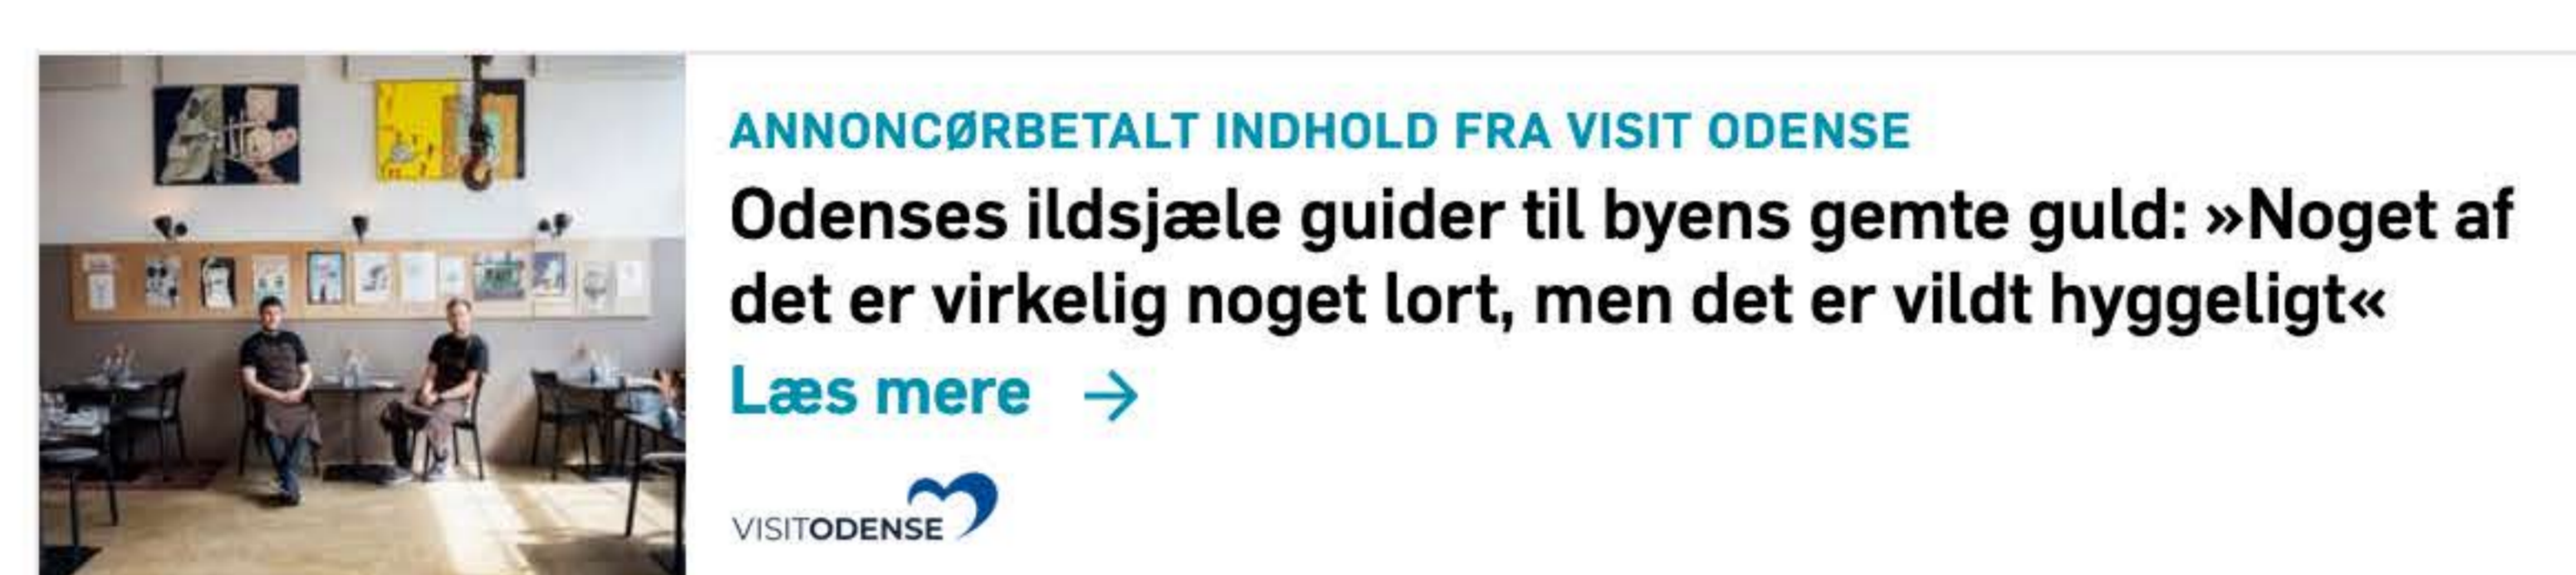 ANNONCØRBETALT INDHOLD FRA VISIT ODENSE
Odenses ildsjæle guider til byens gemte guld: »Noget af
det er virkelig noget lort, men det er vildt hyggeligt«
Læs mere →
VISITODENSE